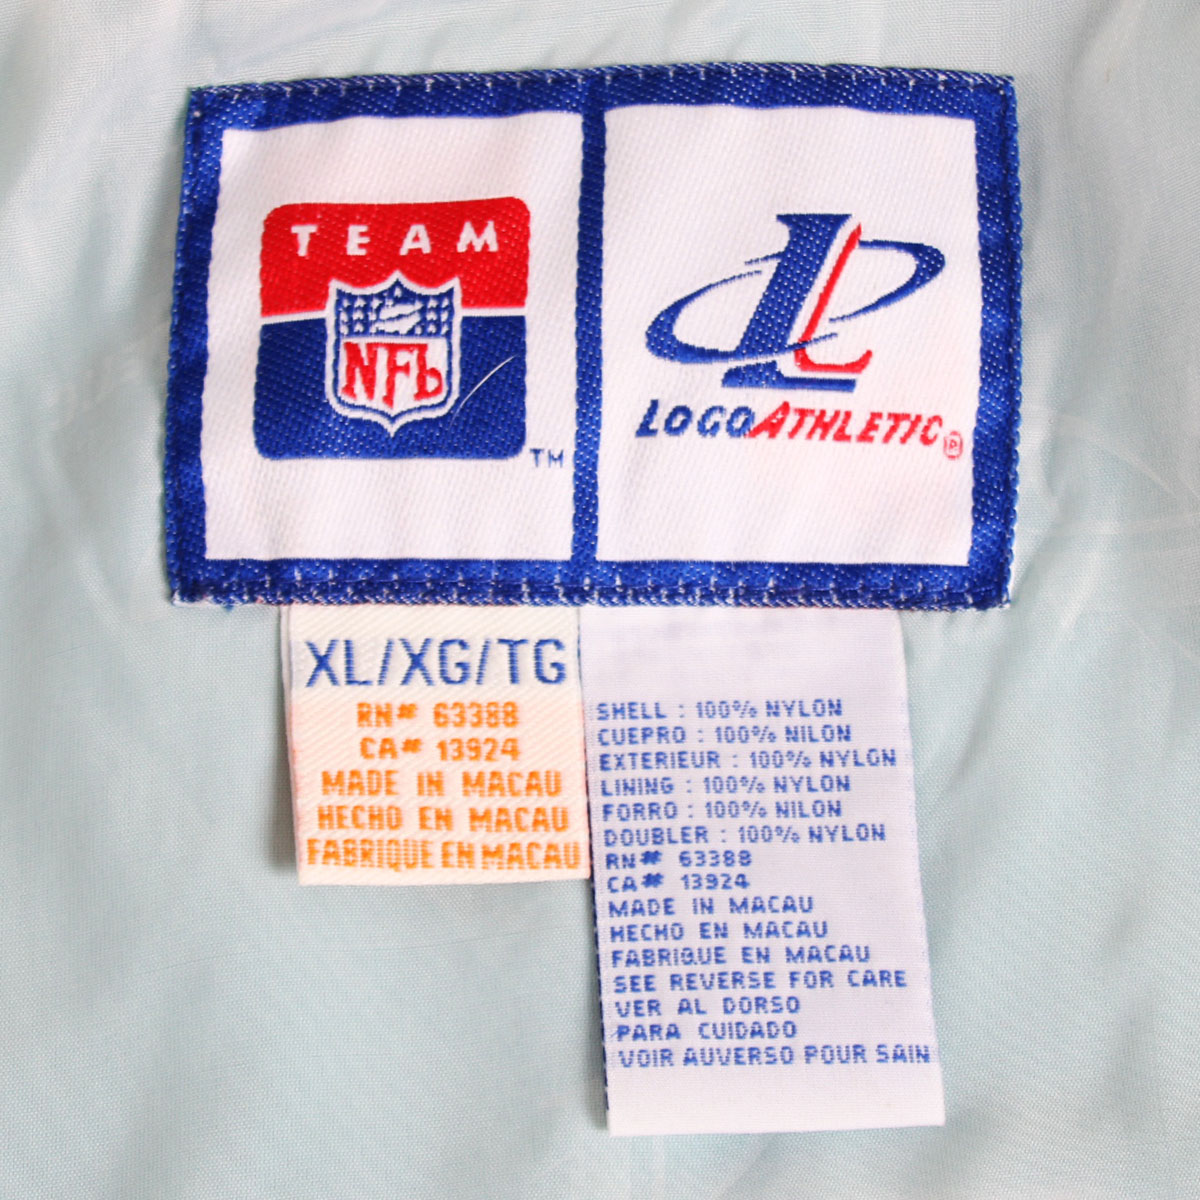 TEAM
NFL
TM
L
LOGOATHLETIC®
XL/XG/TG
RN# 63388
CA# 13924
MADE IN MACAU
HECHO EN MACAU
FABRIQUE EN MACAU
SHELL : 100% NYLON
CUEPRO : 100% NILON
EXTERIEUR : 100% NYLON
LINING : 100% NYLON
FORRO : 100% NILON
DOUBLER : 100% NYLON
RN# 63388
CA# 13924
MADE IN MACAU
HECHO EN MACAU
FABRIQUE EN MACAU
SEE REVERSE FOR CARE
VER AL DORSO
PARA CUIDADO
VOIR AUVERSO POUR SAIN